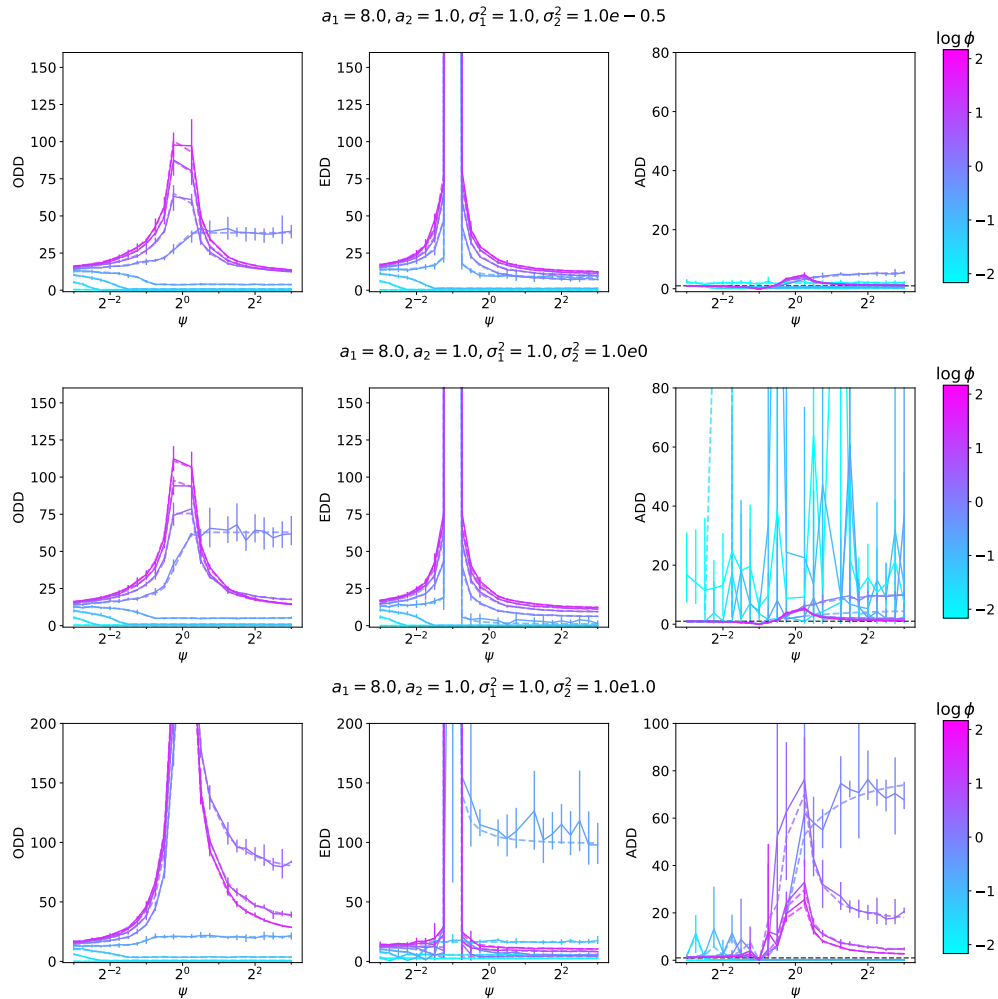 a₁ = 8.0, a₂ = 1.0, σ₁² = 1.0, σ₂² = 1.0e − 0.5
log ϕ
150
125
100
75
50
25
0
ODD
2⁻² 2⁰ 2²
ψ
150
125
100
75
50
25
0
EDD
2⁻² 2⁰ 2²
ψ
80
60
40
20
0
ADD
2⁻² 2⁰ 2²
ψ
2
1
0
−1
−2
a₁ = 8.0, a₂ = 1.0, σ₁² = 1.0, σ₂² = 1.0e0
log ϕ
150
125
100
75
50
25
0
ODD
2⁻² 2⁰ 2²
ψ
150
125
100
75
50
25
0
EDD
2⁻² 2⁰ 2²
ψ
80
60
40
20
0
ADD
2⁻² 2⁰ 2²
ψ
2
1
0
−1
−2
a₁ = 8.0, a₂ = 1.0, σ₁² = 1.0, σ₂² = 1.0e1.0
log ϕ
200
150
100
50
0
ODD
2⁻² 2⁰ 2²
ψ
200
150
100
50
0
EDD
2⁻² 2⁰ 2²
ψ
100
80
60
40
20
0
ADD
2⁻² 2⁰ 2²
ψ
2
1
0
−1
−2